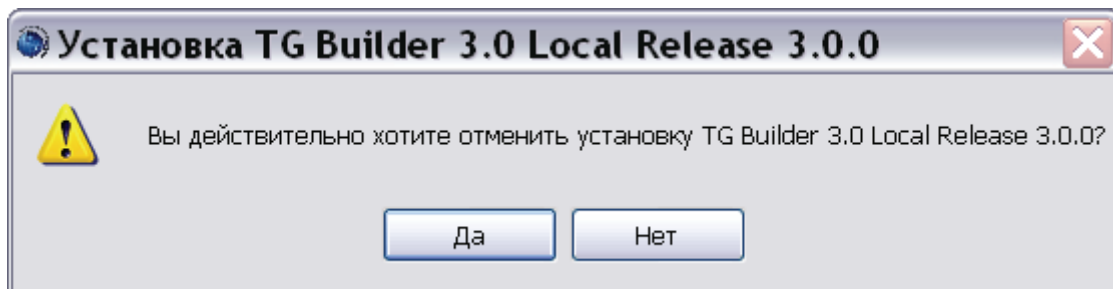 Установка TG Builder 3.0 Local Release 3.0.0
Вы действительно хотите отменить установку TG Builder 3.0 Local Release 3.0.0?
Да
Нет